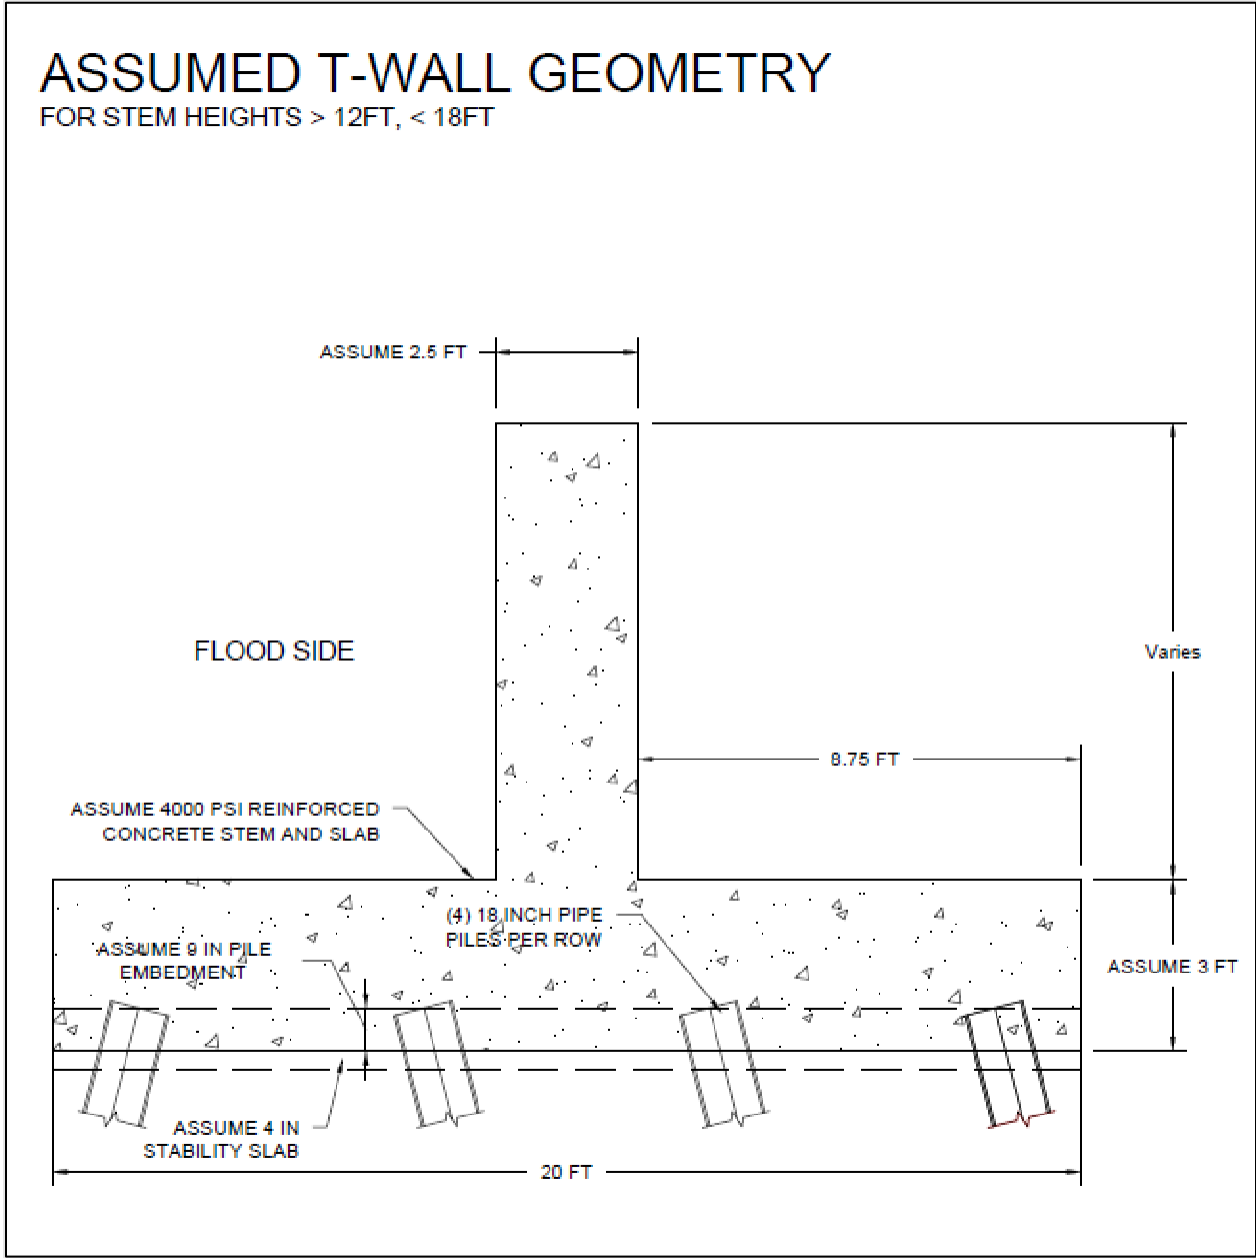 ASSUMED T-WALL GEOMETRY
FOR STEM HEIGHTS > 12FT, < 18FT
ASSUME 2.5 FT
FLOOD SIDE
Varies
8.75 FT
ASSUME 4000 PSI REINFORCED
CONCRETE STEM AND SLAB
(4) 18 INCH PIPE
PILES PER ROW
ASSUME 9 IN PILE
EMBEDMENT
ASSUME 3 FT
ASSUME 4 IN
STABILITY SLAB
20 FT